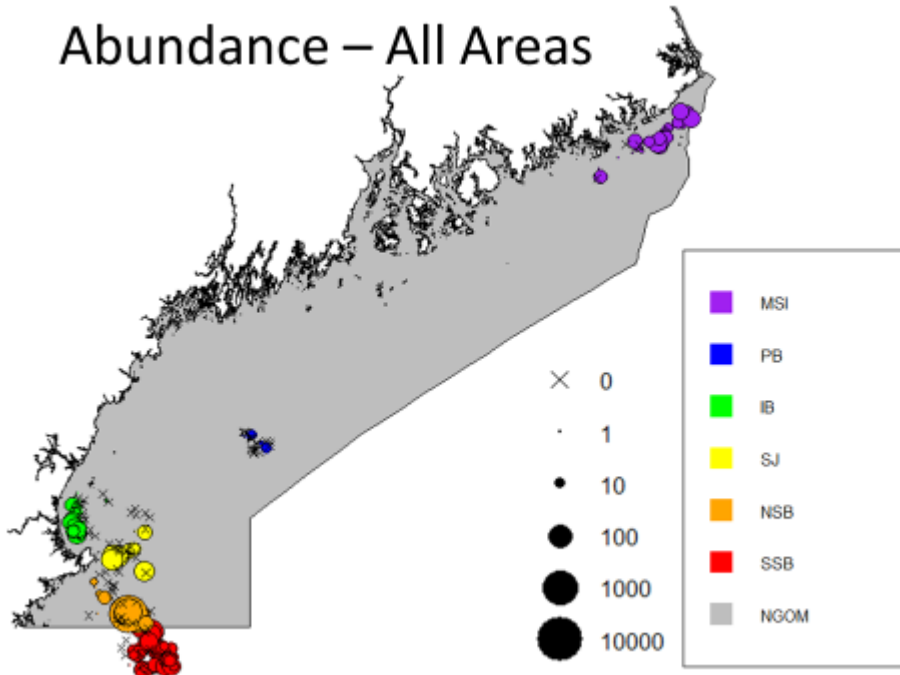 Abundance – All Areas
0
1
10
100
1000
10000
MSI
PB
IB
SJ
NSB
SSB
NGOM